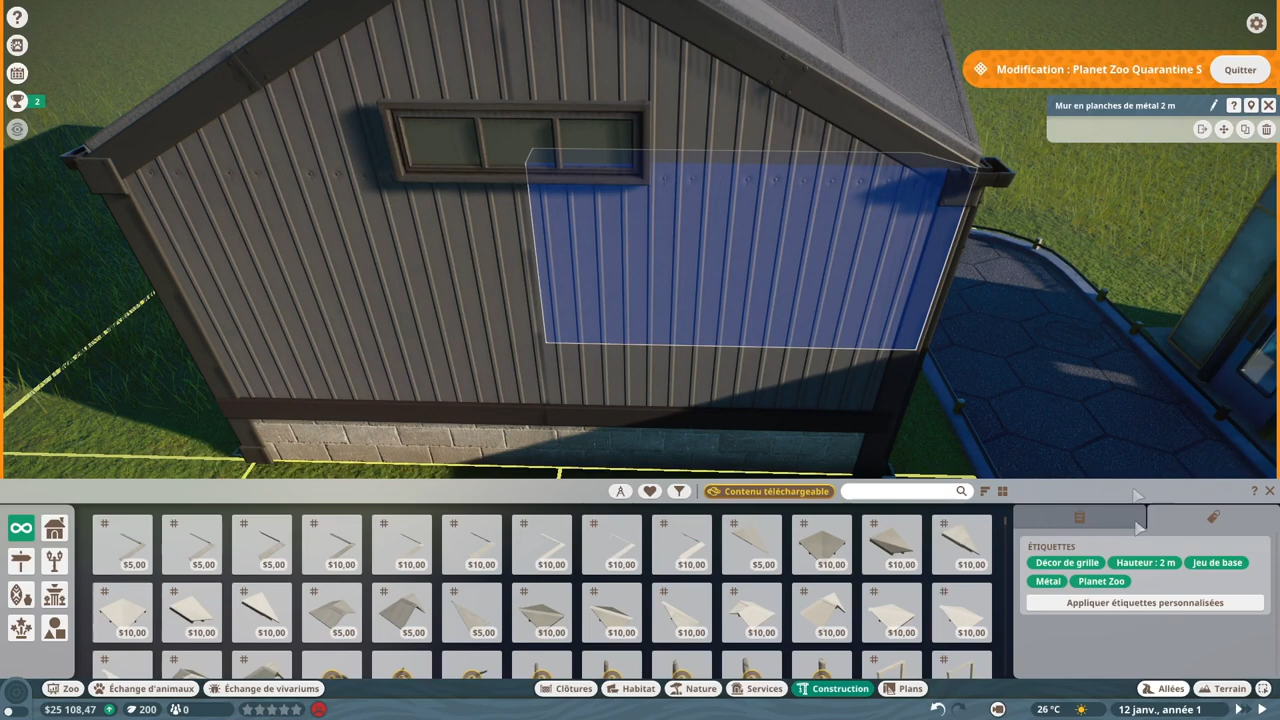 ?
2
Modification : Planet Zoo Quarantine S
Quitter
Mur en planches de métal 2 m
?
Contenu téléchargeable
?
$5,00 $5,00 $5,00 $10,00 $10,00 $10,00 $10,00 $10,00 $10,00 $5,00 $10,00 $10,00 $10,00
$10,00 $10,00 $10,00 $5,00 $5,00 $5,00 $10,00 $10,00 $10,00 $10,00 $10,00 $10,00 $10,00
ÉTIQUETTES
Décor de grille Hauteur : 2 m Jeu de base
Métal Planet Zoo
Appliquer étiquettes personnalisées
Zoo Échange d'animaux Échange de vivariums Clôtures Habitat Nature Services Construction Plans Allées Terrain
$25 108,47 200 0 26 °C 12 janv., année 1